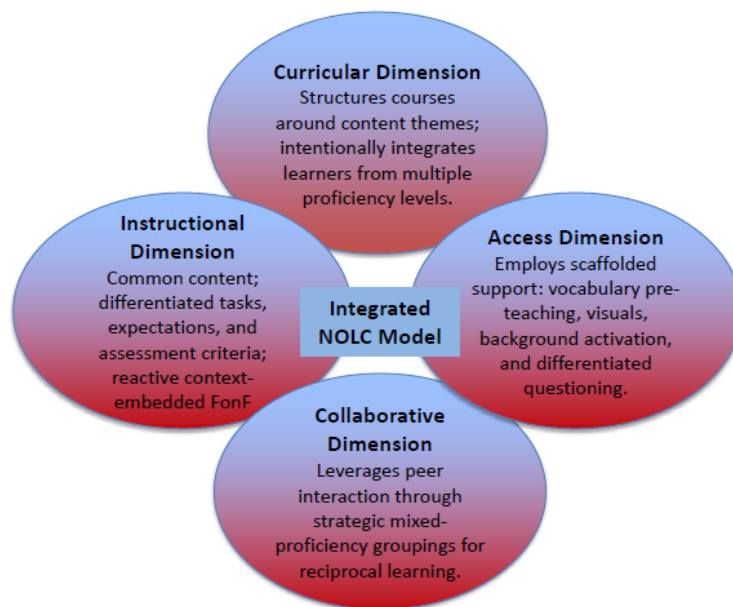 Curricular Dimension
Structures courses
around content themes;
intentionally integrates
learners from multiple
proficiency levels.
Instructional
Dimension
Common content;
differentiated tasks,
expectations, and
assessment criteria;
reactive context-
embedded FonF
Integrated
NOLC Model
Access Dimension
Employs scaffolded
support: vocabulary pre-
teaching, visuals,
background activation,
and differentiated
questioning.
Collaborative
Dimension
Leverages peer
interaction through
strategic mixed-
proficiency groupings for
reciprocal learning.